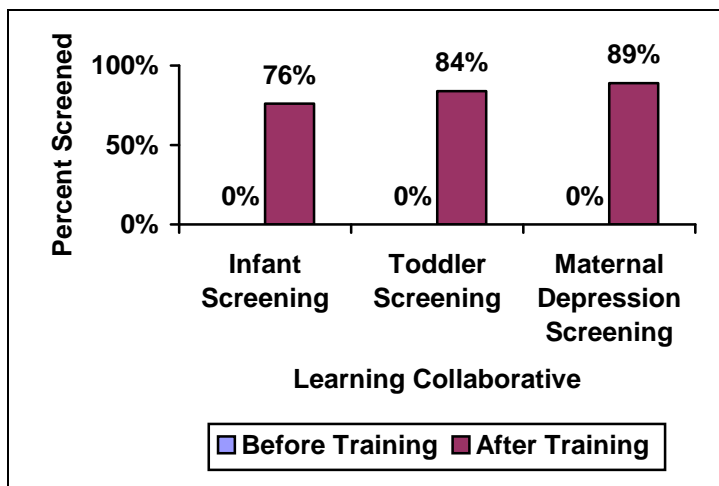 Percent Screened
100%
50%
0%
76%
84%
89%
0%
0%
0%
Infant
Screening
Toddler
Screening
Maternal
Depression
Screening
Learning Collaborative
Before Training After Training